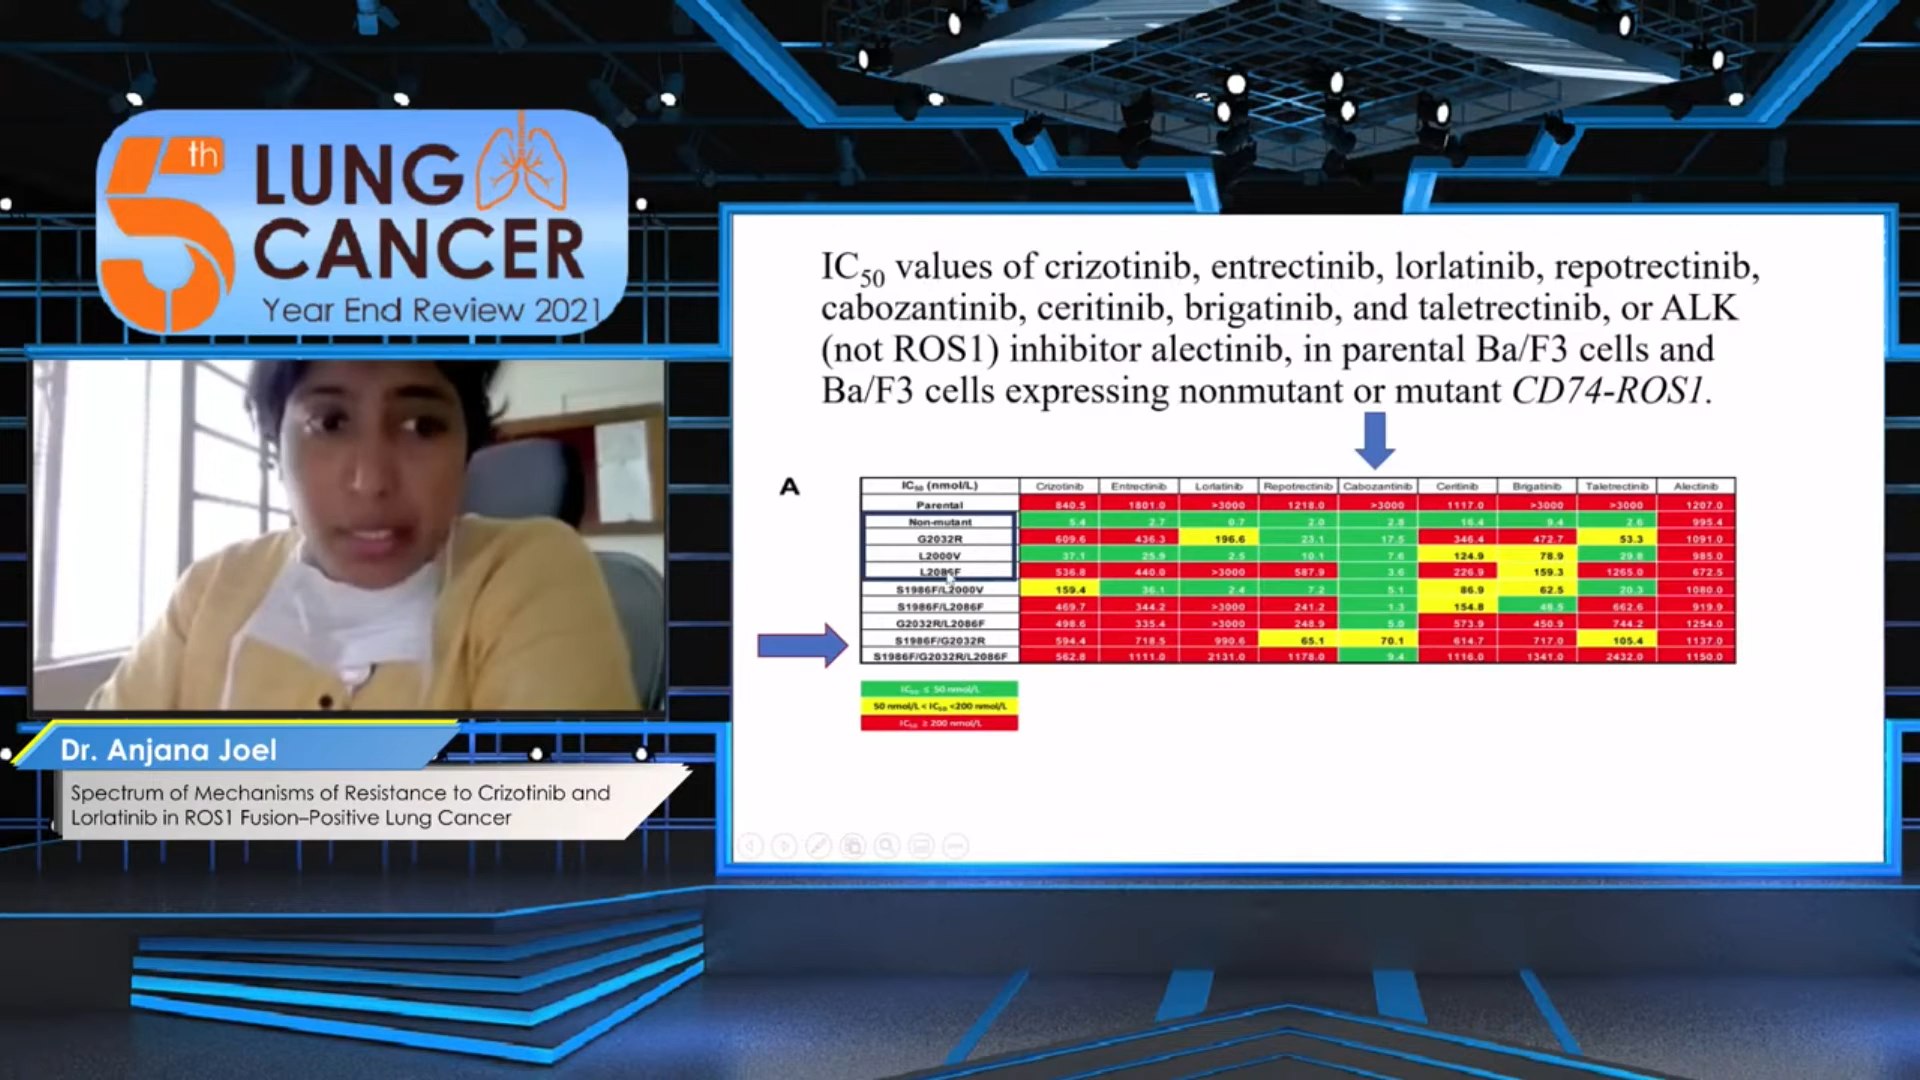 5th
LUNG
CANCER
Year End Review 2021
IC50 values of crizotinib, entrectinib, lorlatinib, repotrectinib,
cabozantinib, ceritinib, brigatinib, and taletrectinib, or ALK
(not ROS1) inhibitor alectinib, in parental Ba/F3 cells and
Ba/F3 cells expressing nonmutant or mutant CD74-ROS1.
A
IC50 (nmol/L) Crizotinib Entrectinib Lorlatinib Repotrectinib Cabozantinib Ceritinib Brigatinib Taletrectinib Alectinib
Parental 840.5 1801.0 >3000 1218.0 >3000 1117.0 >3000 >3000 1207.0
Non-mutant 5.4 2.7 0.7 2.0 2.8 16.4 9.4 2.6 995.4
G2032R 609.6 436.3 196.6 23.1 17.5 346.4 472.7 53.3 1091.0
L2000V 37.1 25.9 2.5 10.1 7.6 124.9 78.9 29.8 985.0
L2086F 536.8 440.0 >3000 587.9 3.6 226.9 159.3 1265.0 672.5
S1986F/L2000V 159.4 36.1 2.4 7.2 5.1 86.9 62.5 20.3 1080.0
S1986F/L2086F 469.7 344.2 >3000 241.2 1.3 154.8 48.5 662.6 919.9
G2032R/L2086F 498.6 335.4 >3000 248.9 5.0 573.9 450.9 744.2 1254.0
S1986F/G2032R 594.4 718.5 990.6 65.1 70.1 614.7 717.0 105.4 1137.0
S1986F/G2032R/L2086F 562.8 1111.0 2131.0 1178.0 9.4 1116.0 1341.0 2432.0 1150.0
IC50 ≤ 50 nmol/L
50 nmol/L < IC50 <200 nmol/L
IC50 ≥ 200 nmol/L
Dr. Anjana Joel
Spectrum of Mechanisms of Resistance to Crizotinib and
Lorlatinib in ROS1 Fusion–Positive Lung Cancer